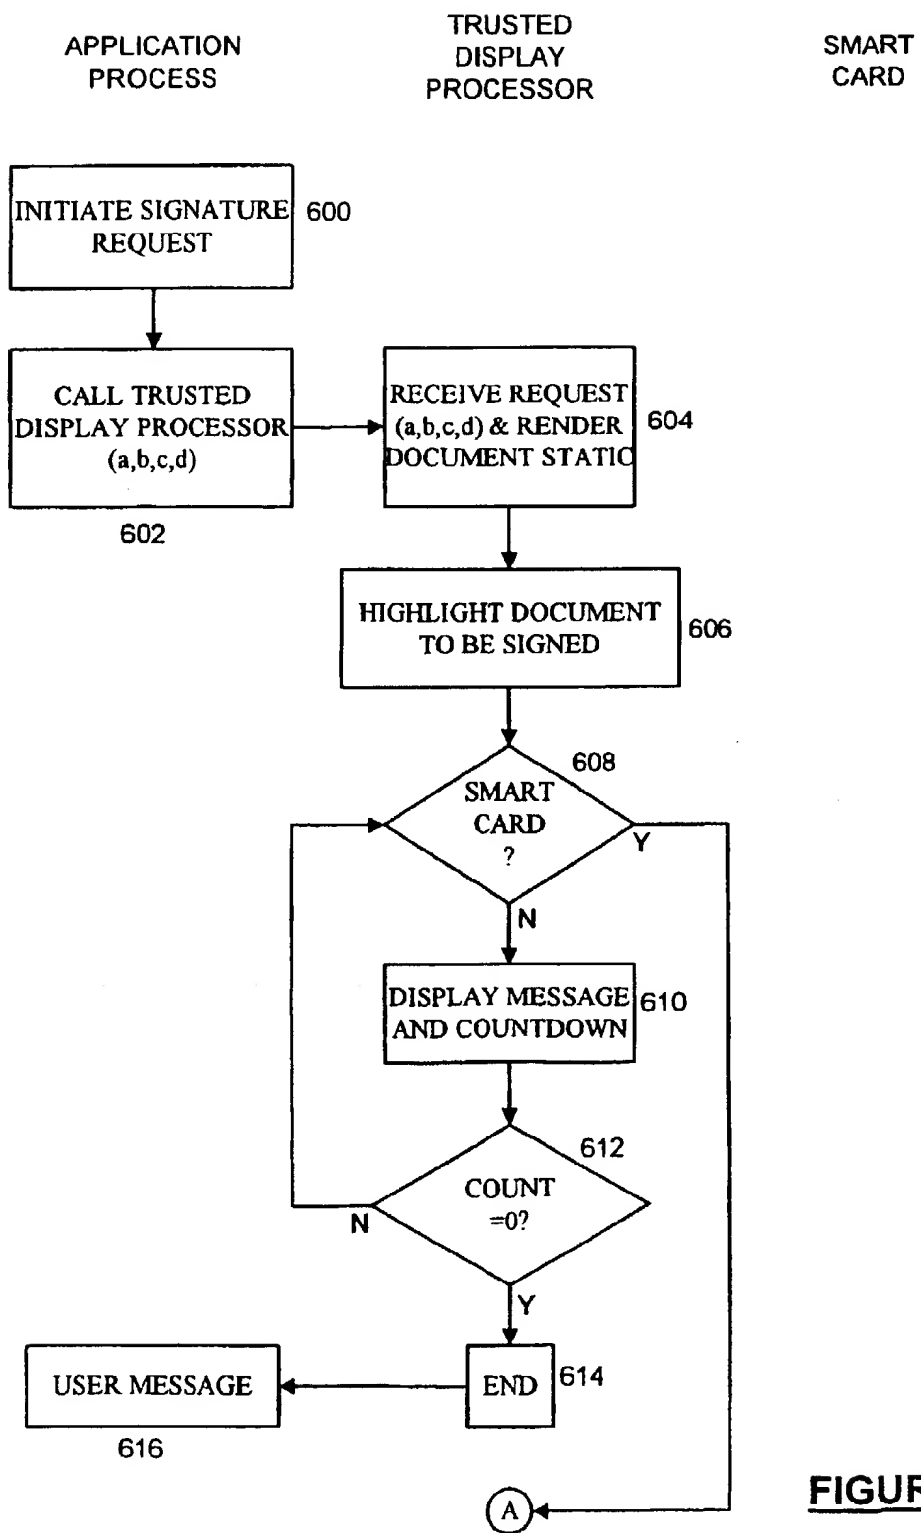 APPLICATION
PROCESS
TRUSTED
DISPLAY
PROCESSOR
SMART
CARD
INITIATE SIGNATURE
REQUEST
600
CALL TRUSTED
DISPLAY PROCESSOR
(a,b,c,d)
602
RECEIVE REQUEST
(a,b,c,d) & RENDER
DOCUMENT STATIC
604
HIGHLIGHT DOCUMENT
TO BE SIGNED
606
608
SMART
CARD
?
Y
N
DISPLAY MESSAGE
AND COUNTDOWN
610
612
COUNT
=0?
N
Y
USER MESSAGE
616
END
614
A
FIGUR